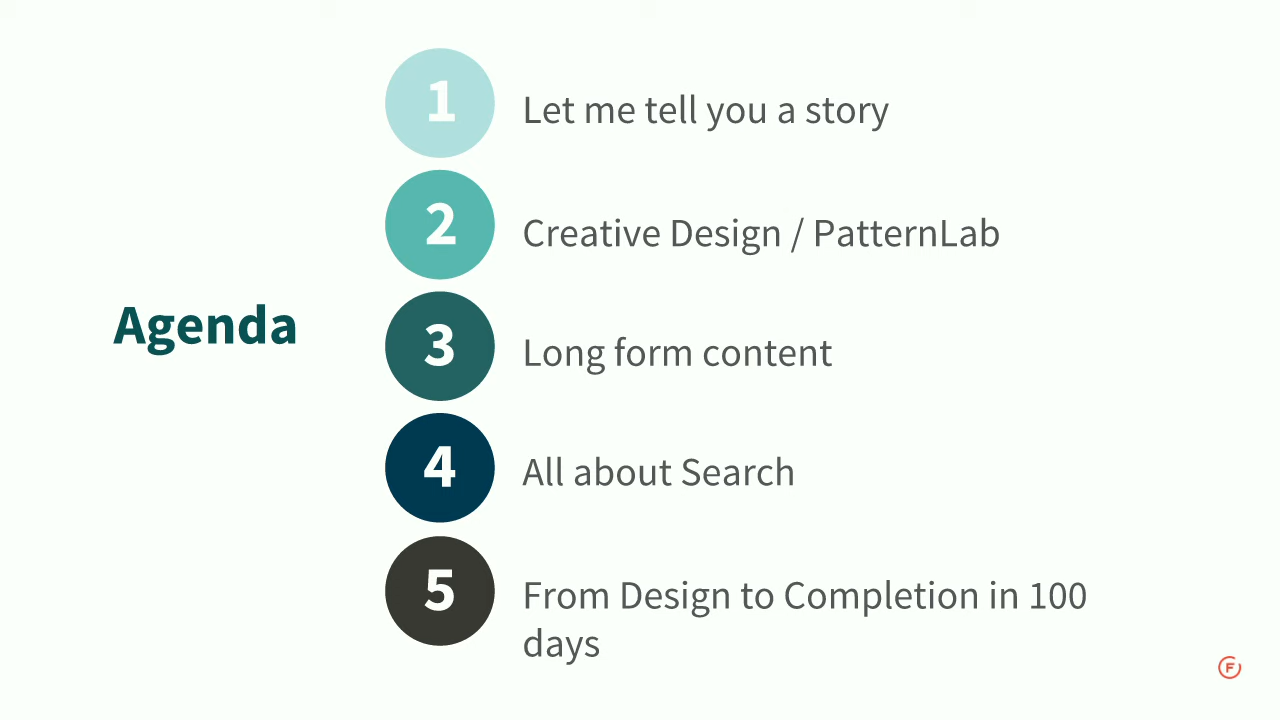 Agenda
1
Let me tell you a story
2
Creative Design / PatternLab
3
Long form content
4
All about Search
5
From Design to Completion in 100
days
F